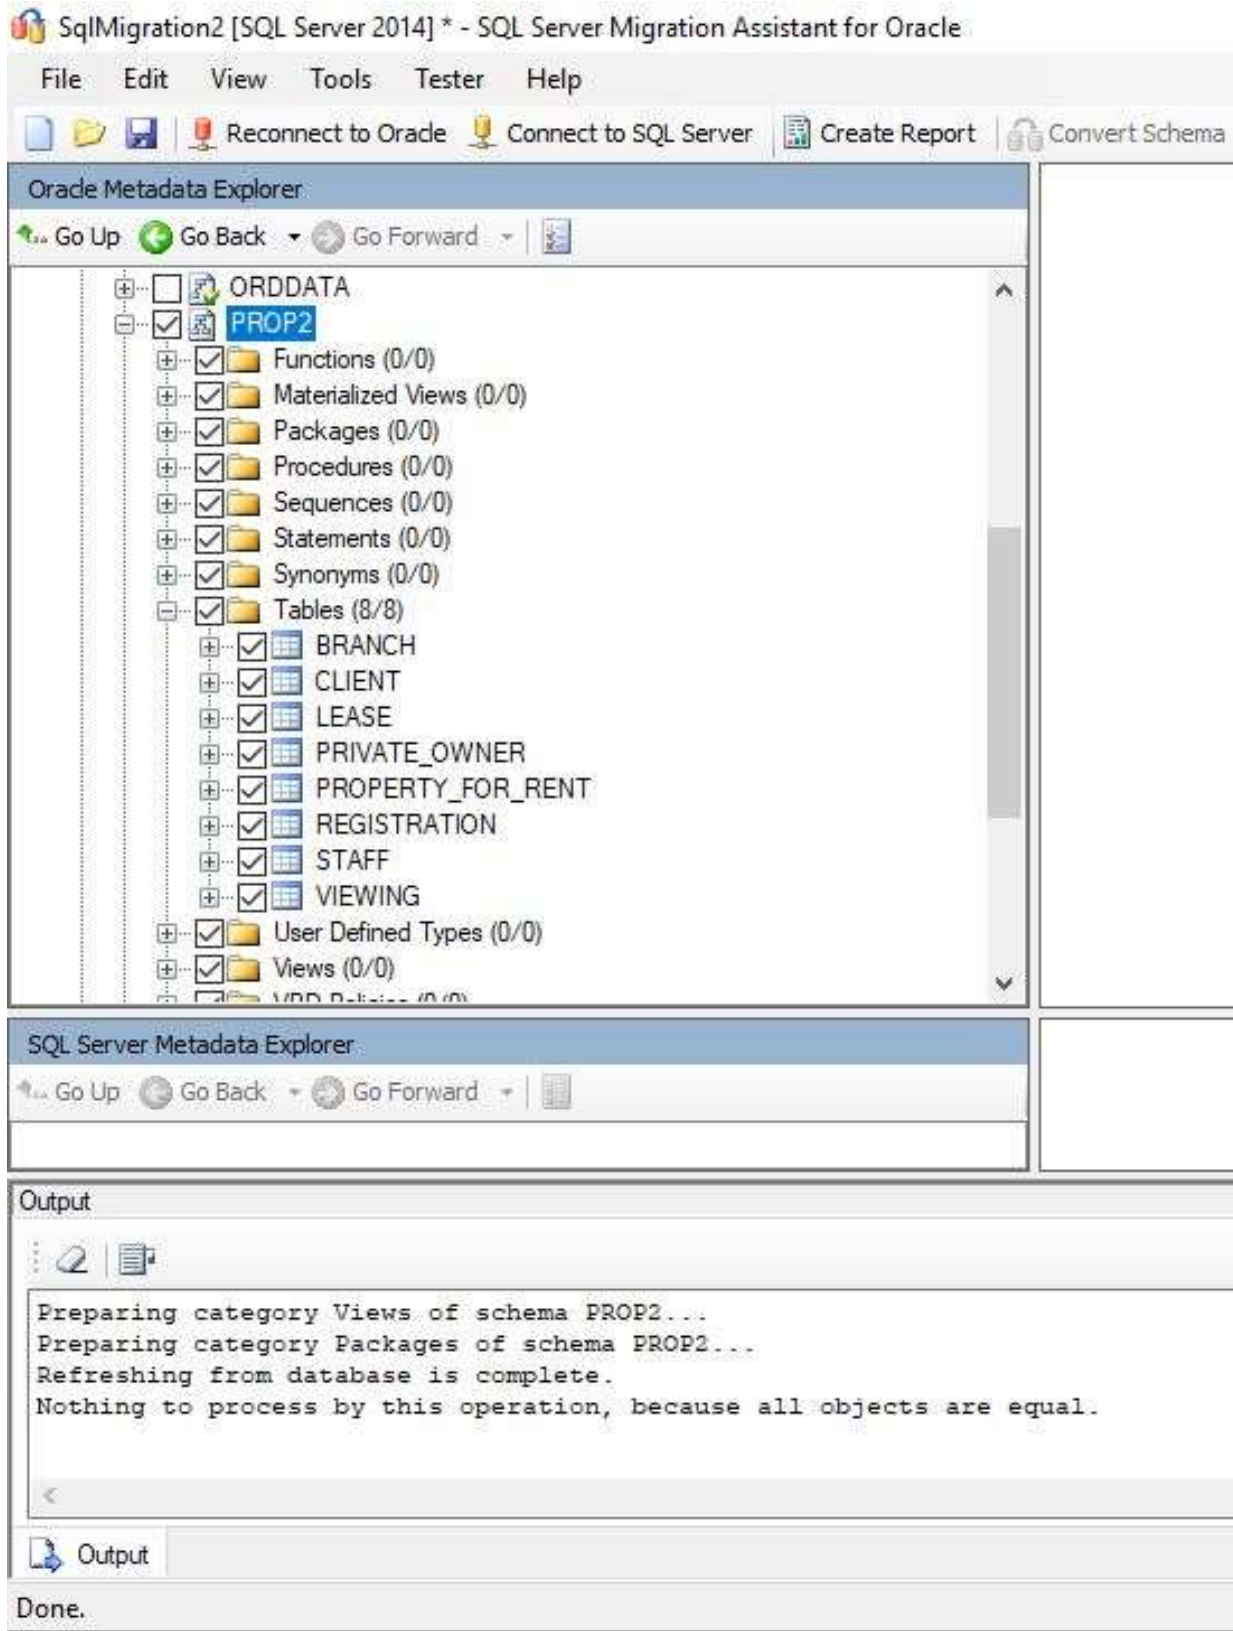 SqlMigration2 [SQL Server 2014] * - SQL Server Migration Assistant for Oracle
File Edit View Tools Tester Help
Reconnect to Oracle Connect to SQL Server Create Report Convert Schema
Oracle Metadata Explorer
Go Up Go Back Go Forward
ORDDATA
PROP2
Functions (0/0)
Materialized Views (0/0)
Packages (0/0)
Procedures (0/0)
Sequences (0/0)
Statements (0/0)
Synonyms (0/0)
Tables (8/8)
BRANCH
CLIENT
LEASE
PRIVATE_OWNER
PROPERTY_FOR_RENT
REGISTRATION
STAFF
VIEWING
User Defined Types (0/0)
Views (0/0)
SQL Server Metadata Explorer
Go Up Go Back Go Forward
Output
Preparing category Views of schema PROP2...
Preparing category Packages of schema PROP2...
Refreshing from database is complete.
Nothing to process by this operation, because all objects are equal.
Output
Done.